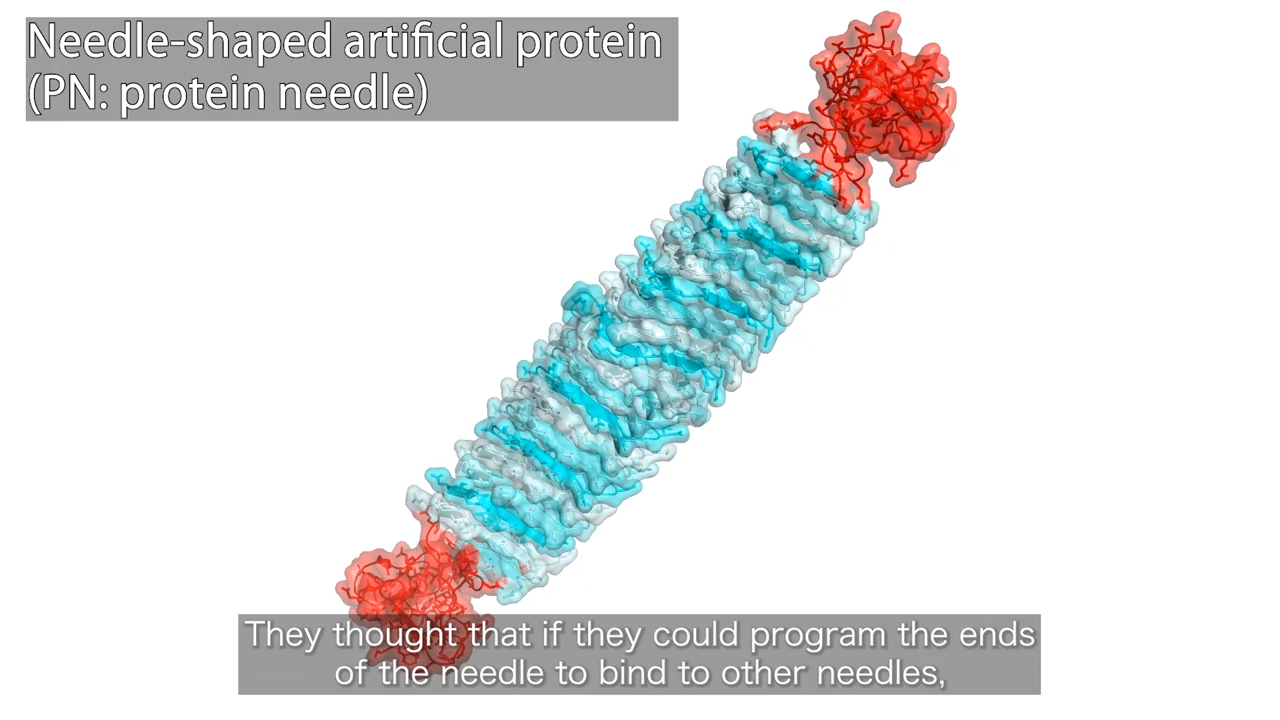 Needle-shaped artificial protein
(PN: protein needle)
They thought that if they could program the ends
of the needle to bind to other needles,